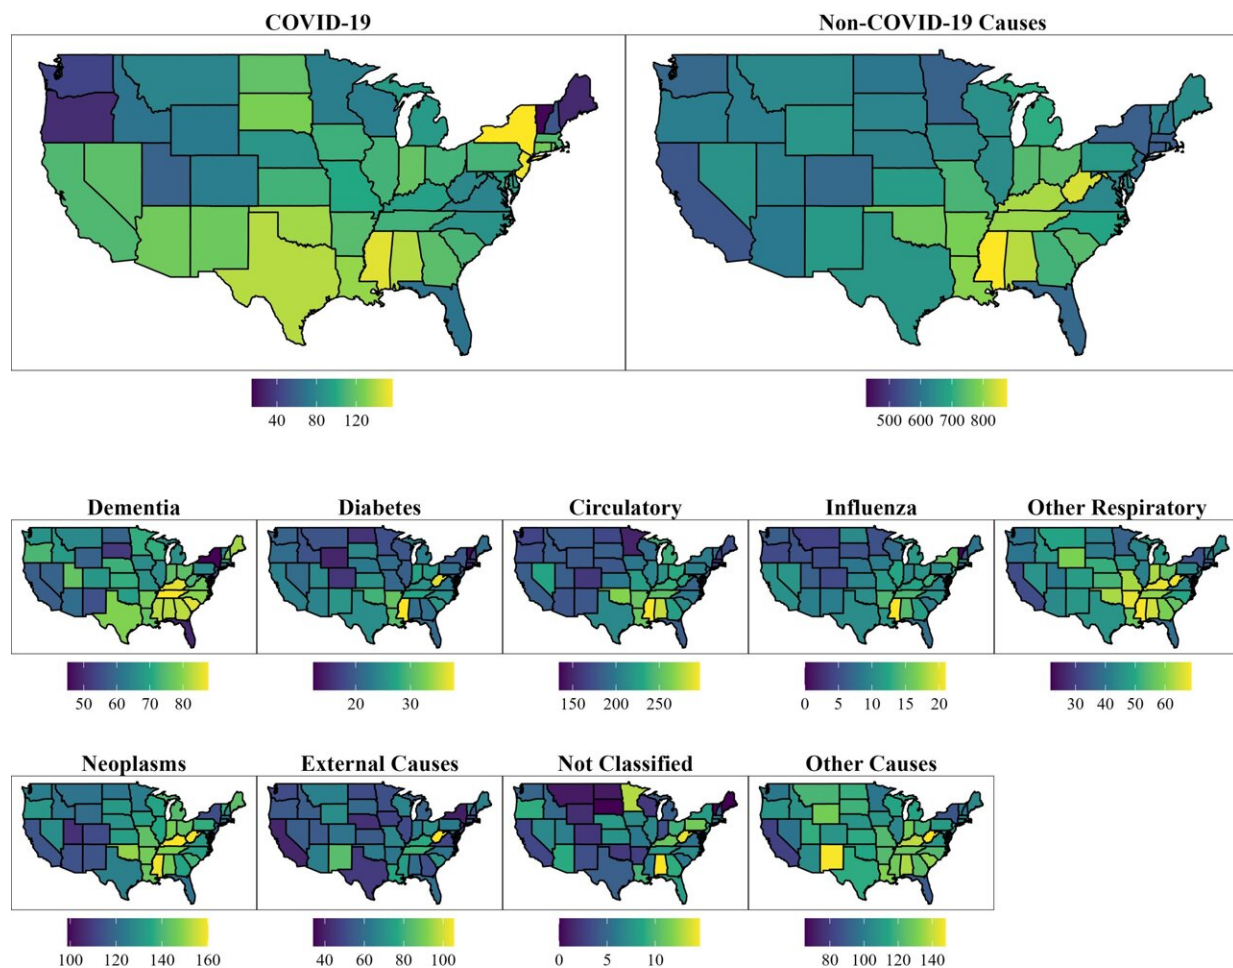 COVID-19 Non-COVID-19 Causes
40 80 120 500 600 700 800
Dementia Diabetes Circulatory Influenza Other Respiratory
50 60 70 80 20 30 150 200 250 0 5 10 15 20 30 40 50 60
Neoplasms External Causes Not Classified Other Causes
100 120 140 160 40 60 80 100 0 5 10 80 100 120 140